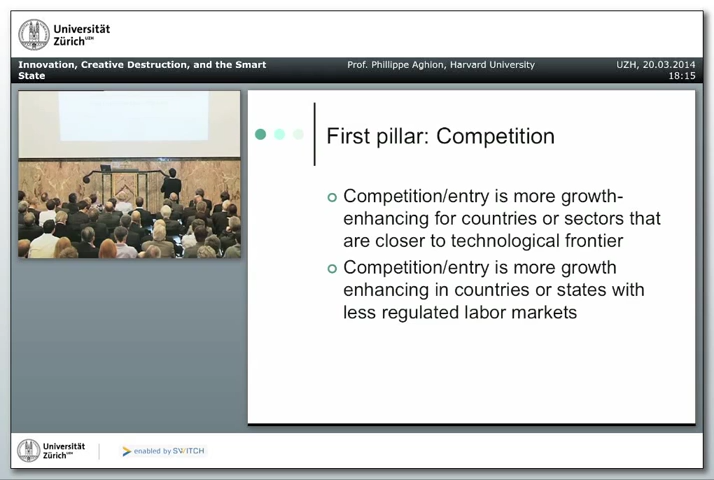 Universität
Zürich UZH
Innovation, Creative Destruction, and the Smart
State
Prof. Phillippe Aghion, Harvard University
UZH, 20.03.2014
18:15
First pillar: Competition
Competition/entry is more growth-
enhancing for countries or sectors that
are closer to technological frontier
Competition/entry is more growth
enhancing in countries or states with
less regulated labor markets
Universität
Zürich UZH
enabled by SWITCH